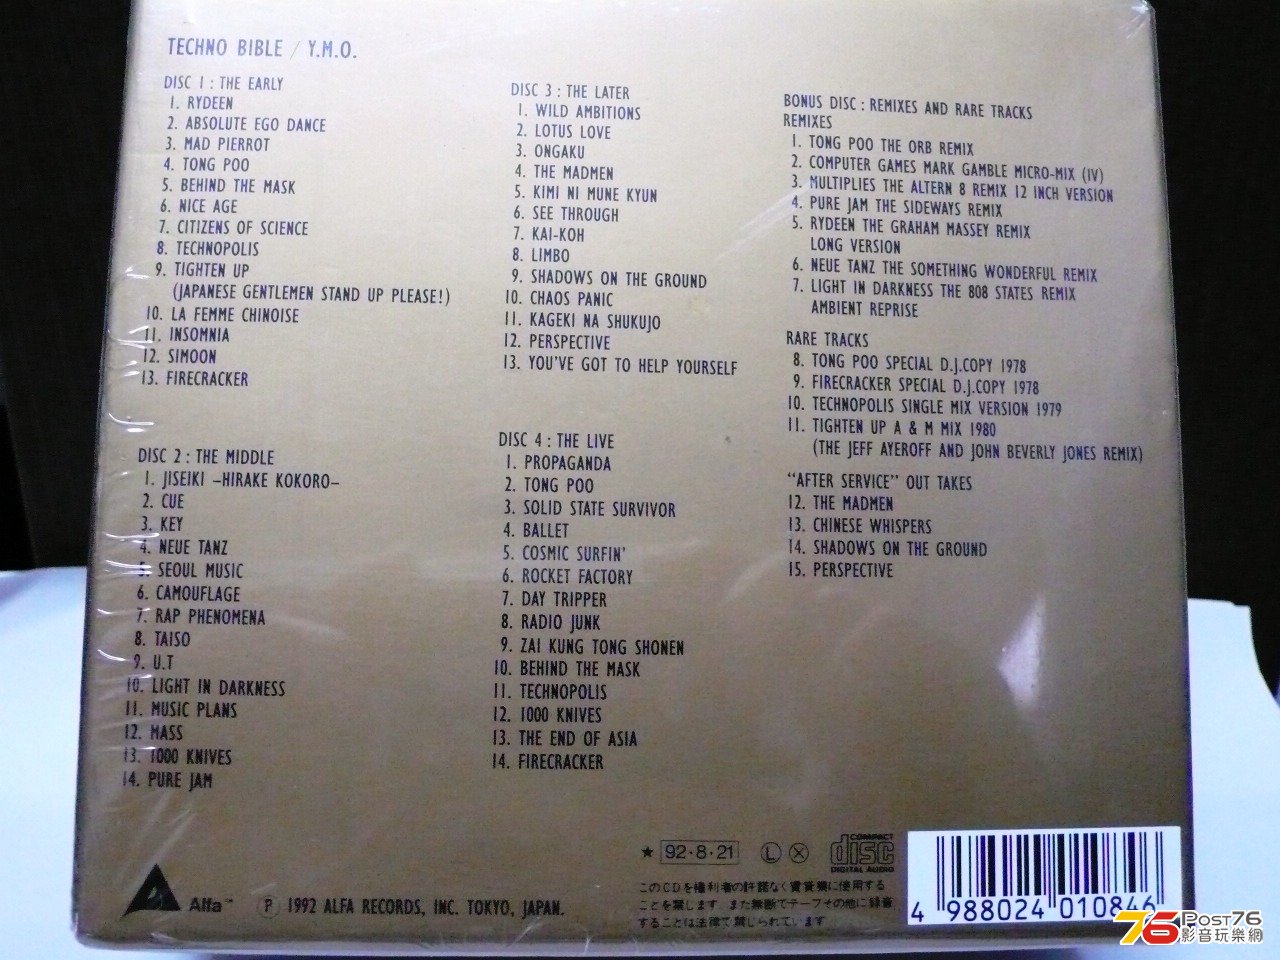 TECHNO BIBLE / Y.M.O.
DISC 1 : THE EARLY
1. RYDEEN
2. ABSOLUTE EGO DANCE
3. MAD PIERROT
4. TONG POO
5. BEHIND THE MASK
6. NICE AGE
7. CITIZENS OF SCIENCE
8. TECHNOPOLIS
9. TIGHTEN UP
(JAPANESE GENTLEMEN STAND UP PLEASE!)
10. LA FEMME CHINOISE
11. INSOMNIA
12. SIMOON
13. FIRECRACKER
DISC 2 : THE MIDDLE
1. JISEIKI –HIRAKE KOKORO–
2. CUE
3. KEY
4. NEUE TANZ
5. SEOUL MUSIC
6. CAMOUFLAGE
7. RAP PHENOMENA
8. TAISO
9. U.T
10. LIGHT IN DARKNESS
11. MUSIC PLANS
12. MASS
13. 1000 KNIVES
14. PURE JAM
DISC 3 : THE LATER
1. WILD AMBITIONS
2. LOTUS LOVE
3. ONGAKU
4. THE MADMEN
5. KIMI NI MUNE KYUN
6. SEE THROUGH
7. KAI-KOH
8. LIMBO
9. SHADOWS ON THE GROUND
10. CHAOS PANIC
11. KAGEKI NA SHUKUJO
12. PERSPECTIVE
13. YOU'VE GOT TO HELP YOURSELF
DISC 4 : THE LIVE
1. PROPAGANDA
2. TONG POO
3. SOLID STATE SURVIVOR
4. BALLET
5. COSMIC SURFIN'
6. ROCKET FACTORY
7. DAY TRIPPER
8. RADIO JUNK
9. ZAI KUNG TONG SHONEN
10. BEHIND THE MASK
11. TECHNOPOLIS
12. 1000 KNIVES
13. THE END OF ASIA
14. FIRECRACKER
BONUS DISC : REMIXES AND RARE TRACKS
REMIXES
1. TONG POO THE ORB REMIX
2. COMPUTER GAMES MARK GAMBLE MICRO-MIX (IV)
3. MULTIPLIES THE ALTERN 8 REMIX 12 INCH VERSION
4. PURE JAM THE SIDEWAYS REMIX
5. RYDEEN THE GRAHAM MASSEY REMIX
LONG VERSION
6. NEUE TANZ THE SOMETHING WONDERFUL REMIX
7. LIGHT IN DARKNESS THE 808 STATES REMIX
AMBIENT REPRISE
RARE TRACKS
8. TONG POO SPECIAL D.J.COPY 1978
9. FIRECRACKER SPECIAL D.J.COPY 1978
10. TECHNOPOLIS SINGLE MIX VERSION 1979
11. TIGHTEN UP A & M MIX 1980
(THE JEFF AYEROFF AND JOHN BEVERLY JONES REMIX)
"AFTER SERVICE" OUT TAKES
12. THE MADMEN
13. CHINESE WHISPERS
14. SHADOWS ON THE GROUND
15. PERSPECTIVE
Alfa™
Ⓟ 1992 ALFA RECORDS, INC. TOKYO, JAPAN.
★ 92・8・21 Ⓛ Ⓧ
COMPACT
disc
DIGITAL AUDIO
このCDを権利者の許諾なく賃貸業に使用する
ことを禁じます。また無断でテープその他に録音
することは法律で禁じられています
4 988024 010846
76 Post76
影音玩樂網